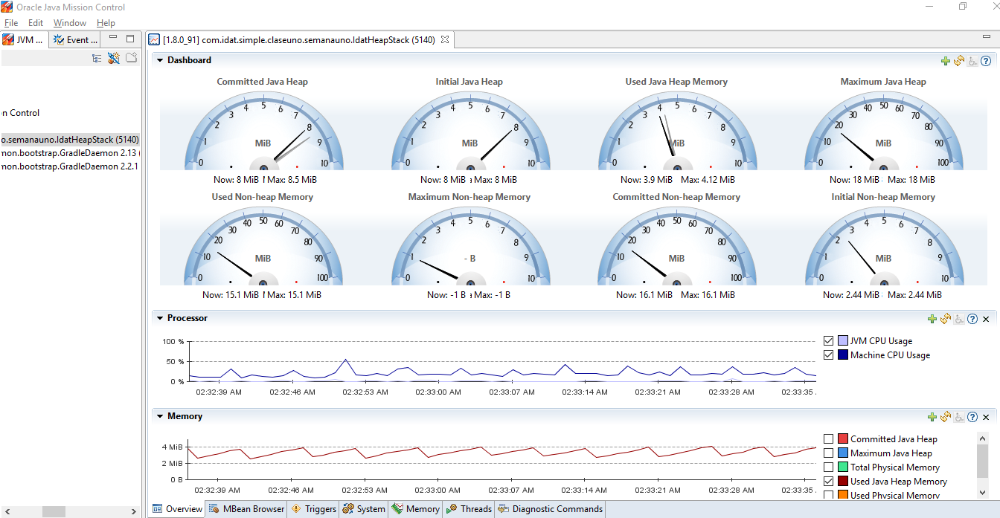 Oracle Java Mission Control
File Edit Window Help
JVM ... Event ...
n Control
o.semanauno.IdatHeapStack (5140)
mon.bootstrap.GradleDaemon 2.13 (
mon.bootstrap.GradleDaemon 2.2.1
[1.8.0_91] com.idat.simple.claseuno.semanauno.IdatHeapStack (5140)
Dashboard
Committed Java Heap
0 1 2 3 4 5 6 7 8 9 10
MiB
Now: 8 MiB Max: 8.5 MiB
Initial Java Heap
0 1 2 3 4 5 6 7 8 9 10
MiB
Now: 8 MiB Max: 8 MiB
Used Java Heap Memory
0 1 2 3 4 5 6 7 8 9 10
MiB
Now: 3.9 MiB Max: 4.12 MiB
Maximum Java Heap
0 10 20 30 40 50 60 70 80 90 100
MiB
Now: 18 MiB Max: 18 MiB
Used Non-heap Memory
0 10 20 30 40 50 60 70 80 90 100
MiB
Now: 15.1 MiB Max: 15.1 MiB
Maximum Non-heap Memory
0 1 2 3 4 5 6 7 8 9 10
- B
Now: -1 B Max: -1 B
Committed Non-heap Memory
0 10 20 30 40 50 60 70 80 90 100
MiB
Now: 16.1 MiB Max: 16.1 MiB
Initial Non-heap Memory
0 1 2 3 4 5 6 7 8 9 10
MiB
Now: 2.44 MiB Max: 2.44 MiB
Processor
100 %
50 %
0 %
02:32:39 AM 02:32:46 AM 02:32:53 AM 02:33:00 AM 02:33:07 AM 02:33:14 AM 02:33:21 AM 02:33:28 AM 02:33:35
JVM CPU Usage
Machine CPU Usage
Memory
4 MiB
2 MiB
0 B
02:32:39 AM 02:32:46 AM 02:32:53 AM 02:33:00 AM 02:33:07 AM 02:33:14 AM 02:33:21 AM 02:33:28 AM 02:33:35
Committed Java Heap
Maximum Java Heap
Total Physical Memory
Used Java Heap Memory
Used Physical Memory
Overview MBean Browser Triggers System Memory Threads Diagnostic Commands